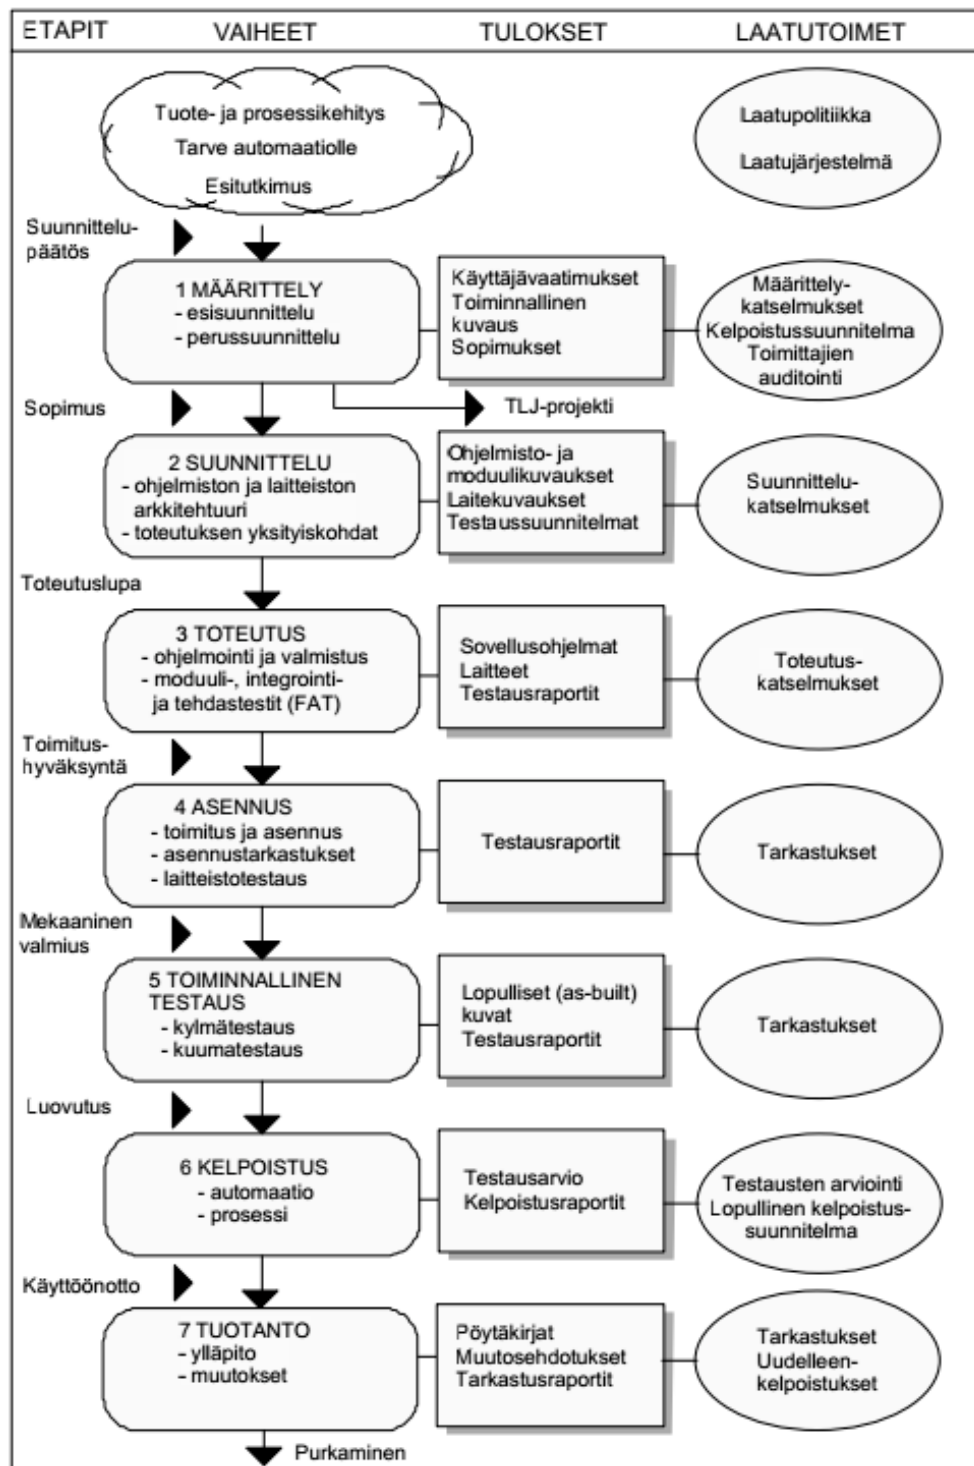 ETAPIT VAIHEET TULOKSET LAATUTOIMET
Tuote- ja prosessikehitys
Tarve automaatiolle
Esitutkimus
Laatupolitiikka
Laatujärjestelmä
Suunnittelu-
päätös
1 MÄÄRITTELY
- esisuunnittelu
- perussuunnittelu
Käyttäjävaatimukset
Toiminnallinen
kuvaus
Sopimukset
Määrittely-
katselmukset
Kelpoistussuunnitelma
Toimittajien
auditointi
Sopimus
TLJ-projekti
2 SUUNNITTELU
- ohjelmiston ja laitteiston
arkkitehtuuri
- toteutuksen yksityiskohdat
Ohjelmisto- ja
moduulikuvaukset
Laitekuvaukset
Testaussuunnitelmat
Suunnittelu-
katselmukset
Toteutuslupa
3 TOTEUTUS
- ohjelmointi ja valmistus
- moduuli-, integrointi-
ja tehdastestit (FAT)
Sovellusohjelmat
Laitteet
Testausraportit
Toteutus-
katselmukset
Toimitus-
hyväksyntä
4 ASENNUS
- toimitus ja asennus
- asennustarkastukset
- laitteistotestaus
Testausraportit
Tarkastukset
Mekaaninen
valmius
5 TOIMINNALLINEN
TESTAUS
- kylmätestaus
- kuumatestaus
Lopulliset (as-built)
kuvat
Testausraportit
Tarkastukset
Luovutus
6 KELPOISTUS
- automaatio
- prosessi
Testausarvio
Kelpoistusraportit
Testausten arviointi
Lopullinen kelpoistus-
suunnitelma
Käyttöönotto
7 TUOTANTO
- ylläpito
- muutokset
Pöytäkirjat
Muutosehdotukset
Tarkastusraportit
Tarkastukset
Uudelleen-
kelpoistukset
Purkaminen